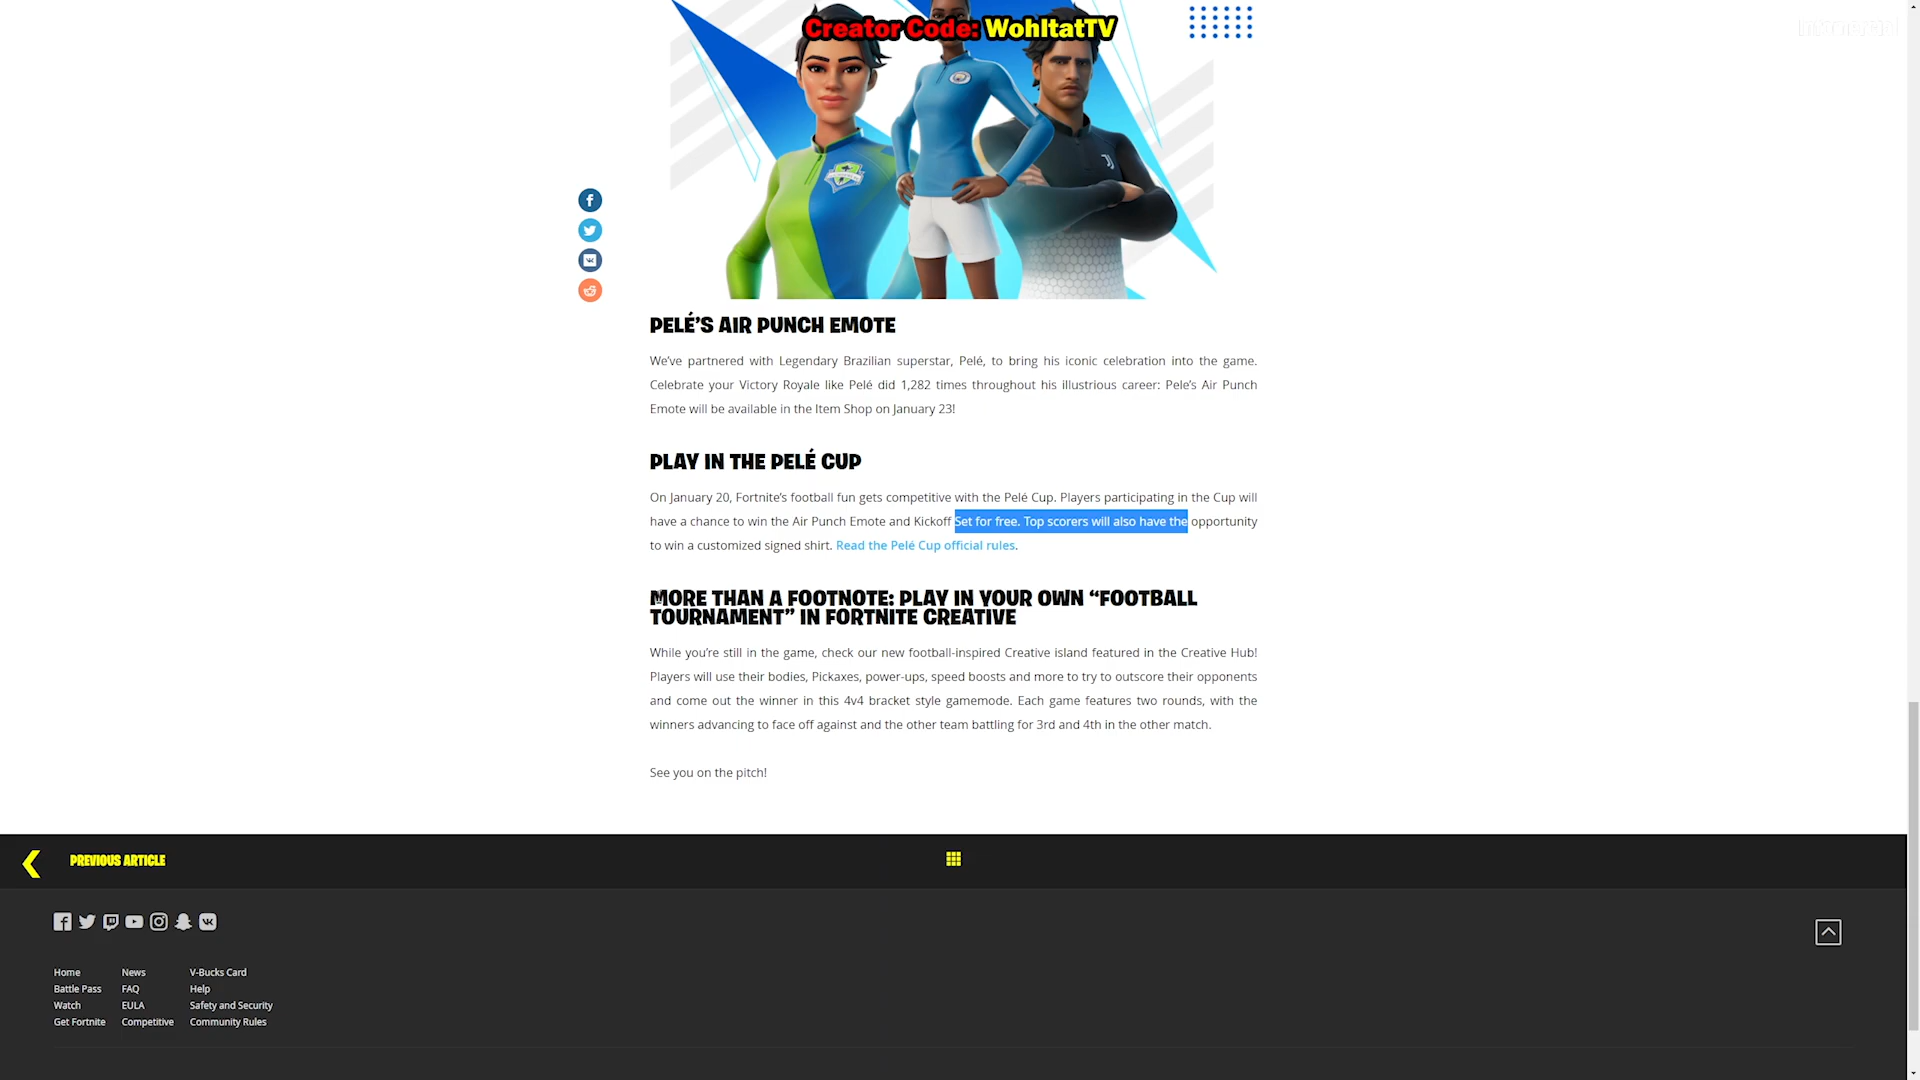 Creator Code: WohltatTV
PELÉ’S AIR PUNCH EMOTE
We’ve partnered with Legendary Brazilian superstar, Pelé, to bring his iconic celebration into the game.
Celebrate your Victory Royale like Pelé did 1,282 times throughout his illustrious career: Pele’s Air Punch
Emote will be available in the Item Shop on January 23!
PLAY IN THE PELÉ CUP
On January 20, Fortnite’s football fun gets competitive with the Pelé Cup. Players participating in the Cup will
have a chance to win the Air Punch Emote and Kickoff Set for free. Top scorers will also have the opportunity
to win a customized signed shirt. Read the Pelé Cup official rules.
MORE THAN A FOOTNOTE: PLAY IN YOUR OWN “FOOTBALL
TOURNAMENT” IN FORTNITE CREATIVE
While you’re still in the game, check our new football-inspired Creative island featured in the Creative Hub!
Players will use their bodies, Pickaxes, power-ups, speed boosts and more to try to outscore their opponents
and come out the winner in this 4v4 bracket style gamemode. Each game features two rounds, with the
winners advancing to face off against and the other team battling for 3rd and 4th in the other match.
See you on the pitch!
PREVIOUS ARTICLE
Home News V-Bucks Card
Battle Pass FAQ Help
Watch EULA Safety and Security
Get Fortnite Competitive Community Rules